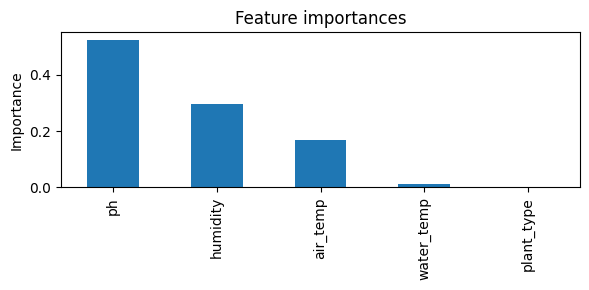 Feature importances
Importance
0.4
0.2
0.0
ph
humidity
air_temp
water_temp
plant_type